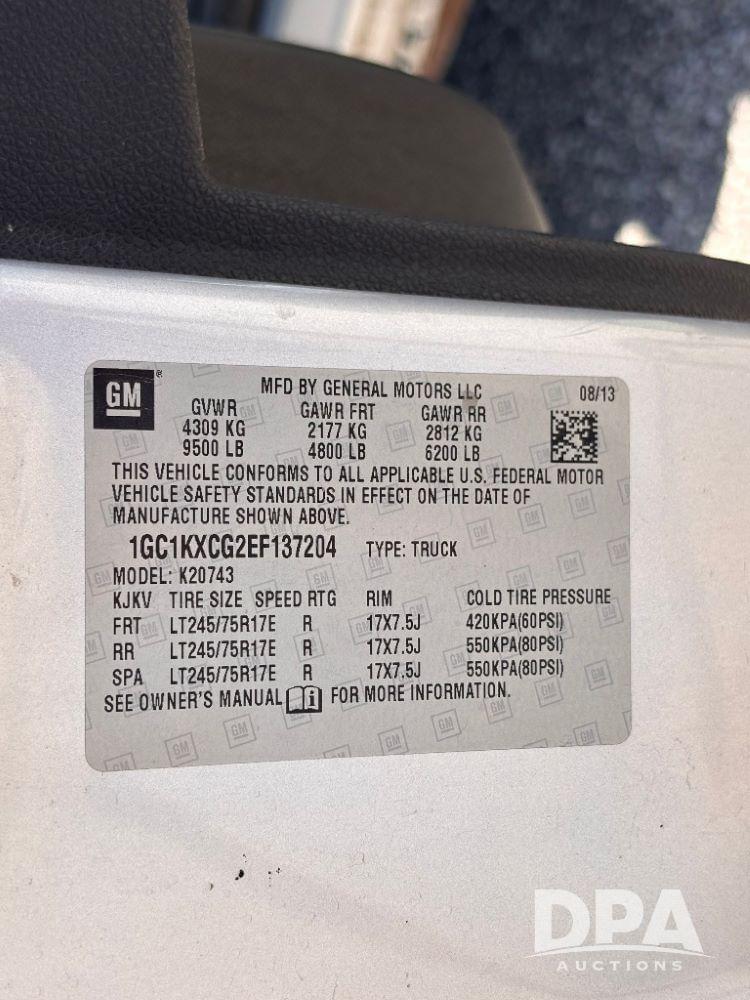 GM®
MFD BY GENERAL MOTORS LLC 08/13
GVWR GAWR FRT GAWR RR
4309 KG 2177 KG 2812 KG
9500 LB 4800 LB 6200 LB
THIS VEHICLE CONFORMS TO ALL APPLICABLE U.S. FEDERAL MOTOR
VEHICLE SAFETY STANDARDS IN EFFECT ON THE DATE OF
MANUFACTURE SHOWN ABOVE.
1GC1KXCG2EF137204 TYPE: TRUCK
MODEL: K20743
KJKV TIRE SIZE SPEED RTG RIM COLD TIRE PRESSURE
FRT LT245/75R17E R 17X7.5J 420KPA(60PSI)
RR LT245/75R17E R 17X7.5J 550KPA(80PSI)
SPA LT245/75R17E R 17X7.5J 550KPA(80PSI)
SEE OWNER'S MANUAL i FOR MORE INFORMATION.
DPA
AUCTIONS